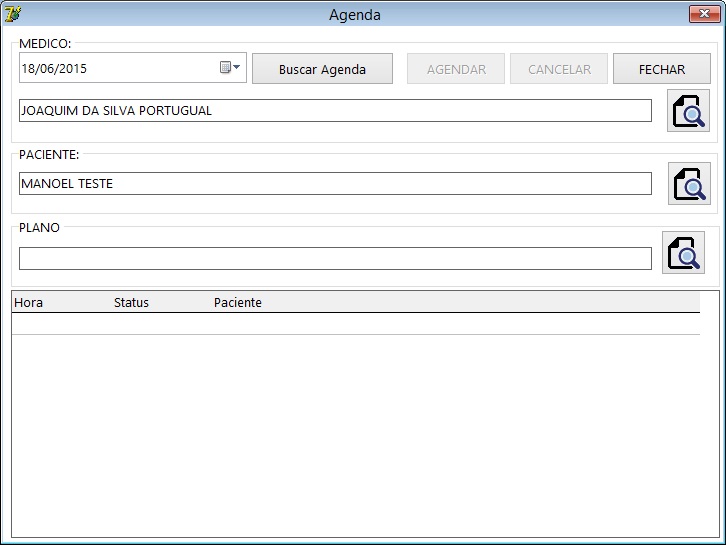 Agenda
MEDICO:
18/06/2015
Buscar Agenda
AGENDAR
CANCELAR
FECHAR
JOAQUIM DA SILVA PORTUGUAL
PACIENTE:
MANOEL TESTE
PLANO
Hora Status Paciente